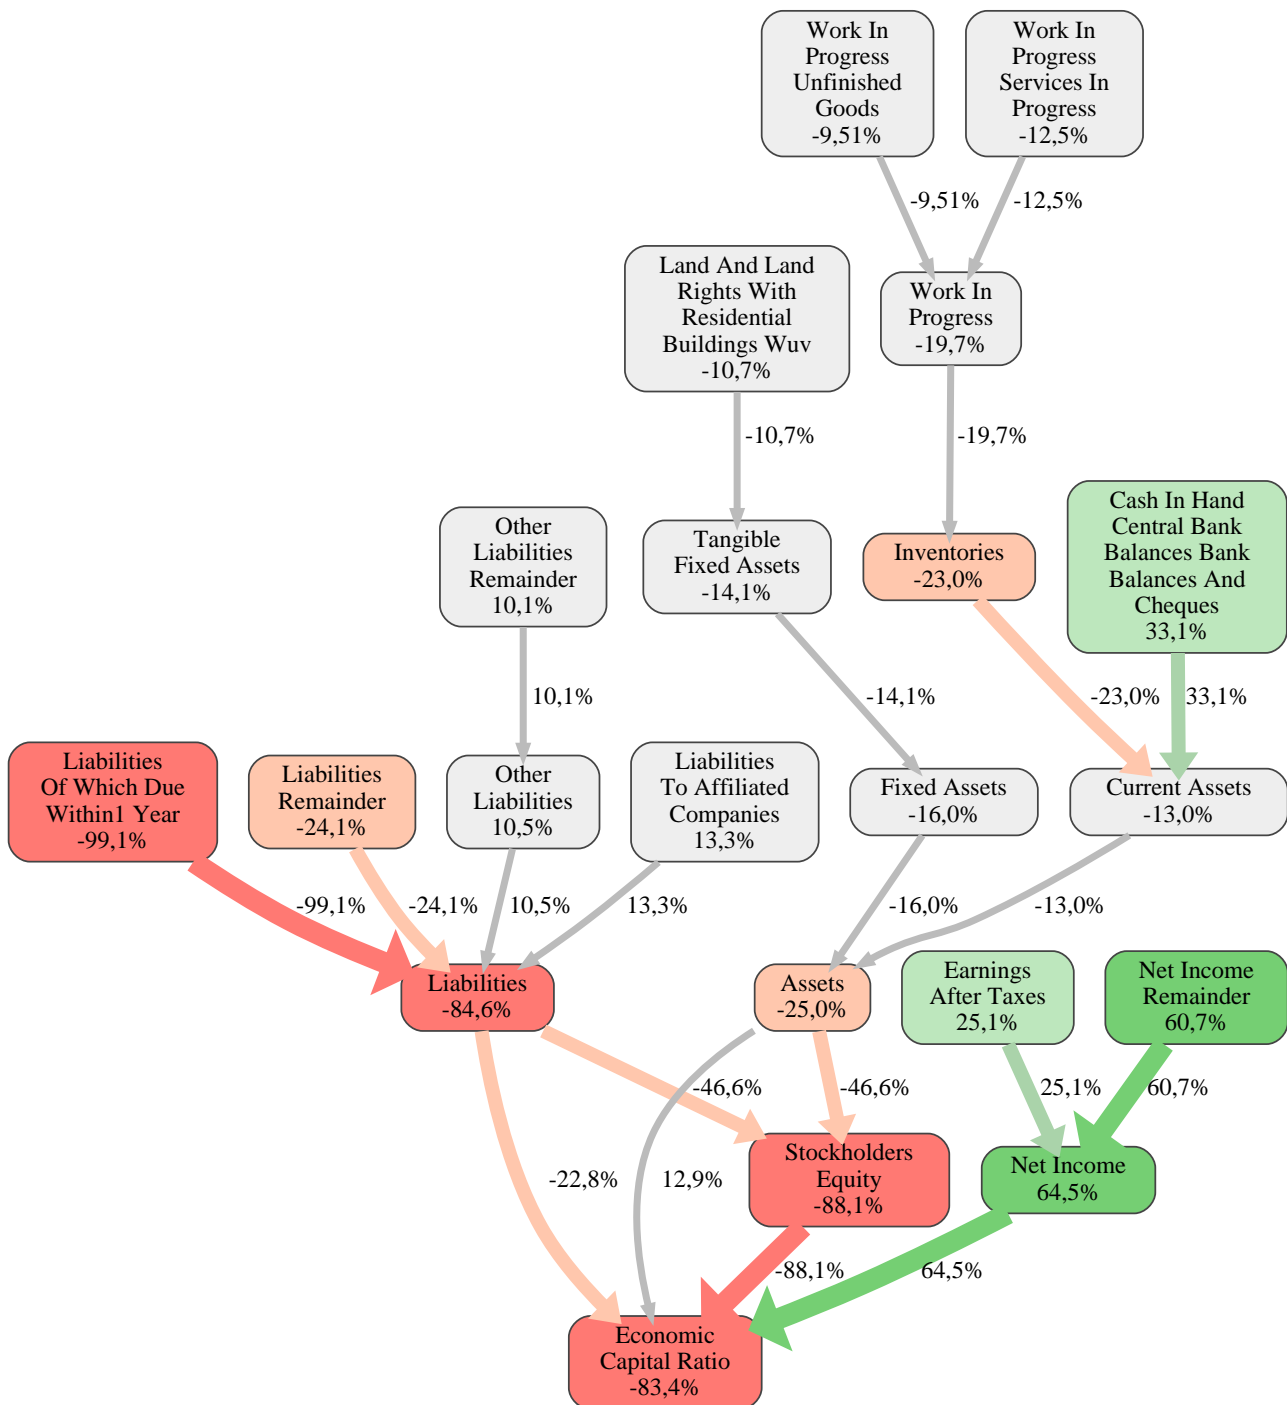 Work In
Progress
Unfinished
Goods
-9,51%
Work In
Progress
Services In
Progress
-12,5%
-9,51%
-12,5%
Land And Land
Rights With
Residential
Buildings Wuv
-10,7%
Work In
Progress
-19,7%
-10,7%
-19,7%
Cash In Hand
Central Bank
Balances Bank
Balances And
Cheques
33,1%
Other
Liabilities
Remainder
10,1%
Tangible
Fixed Assets
-14,1%
Inventories
-23,0%
10,1%
-14,1%
-23,0%
33,1%
Liabilities
Of Which Due
Within1 Year
-99,1%
Liabilities
Remainder
-24,1%
Other
Liabilities
10,5%
Liabilities
To Affiliated
Companies
13,3%
Fixed Assets
-16,0%
Current Assets
-13,0%
-99,1%
-24,1%
10,5%
13,3%
-16,0%
-13,0%
Liabilities
-84,6%
Assets
-25,0%
Earnings
After Taxes
25,1%
Net Income
Remainder
60,7%
-46,6%
-46,6%
25,1%
60,7%
Stockholders
Equity
-88,1%
Net Income
64,5%
-22,8%
12,9%
-88,1%
64,5%
Economic
Capital Ratio
-83,4%